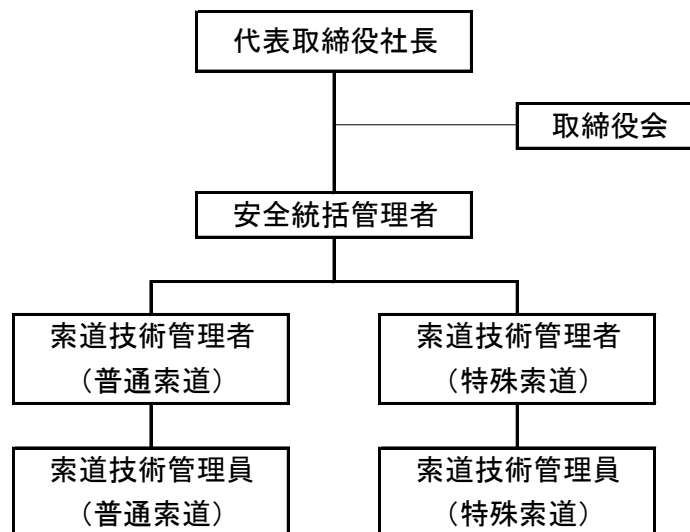 代表取締役社長
取締役会
安全統括管理者
索道技術管理者
（普通索道）
索道技術管理者
（特殊索道）
索道技術管理員
（普通索道）
索道技術管理員
（特殊索道）